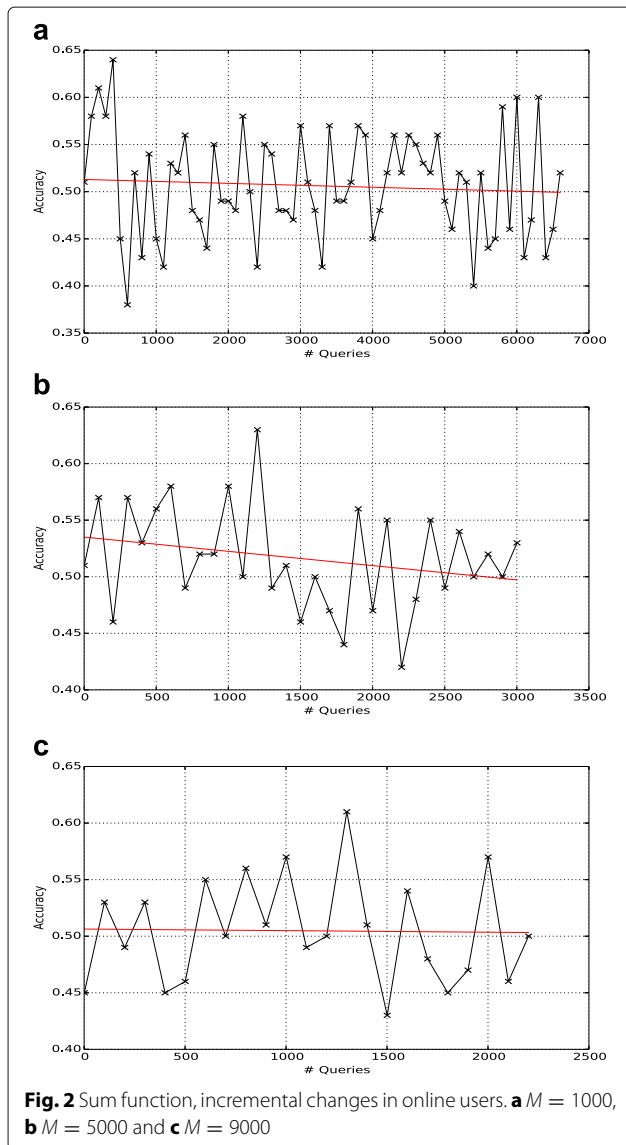 a
0.65
0.60
0.55
0.50
0.45
0.40
0.35
Accuracy
0 1000 2000 3000 4000 5000 6000 7000
# Queries
b
0.65
0.60
0.55
0.50
0.45
0.40
Accuracy
0 500 1000 1500 2000 2500 3000 3500
# Queries
c
0.65
0.60
0.55
0.50
0.45
0.40
Accuracy
0 500 1000 1500 2000 2500
# Queries
Fig. 2 Sum function, incremental changes in online users. a M = 1000,
b M = 5000 and c M = 9000